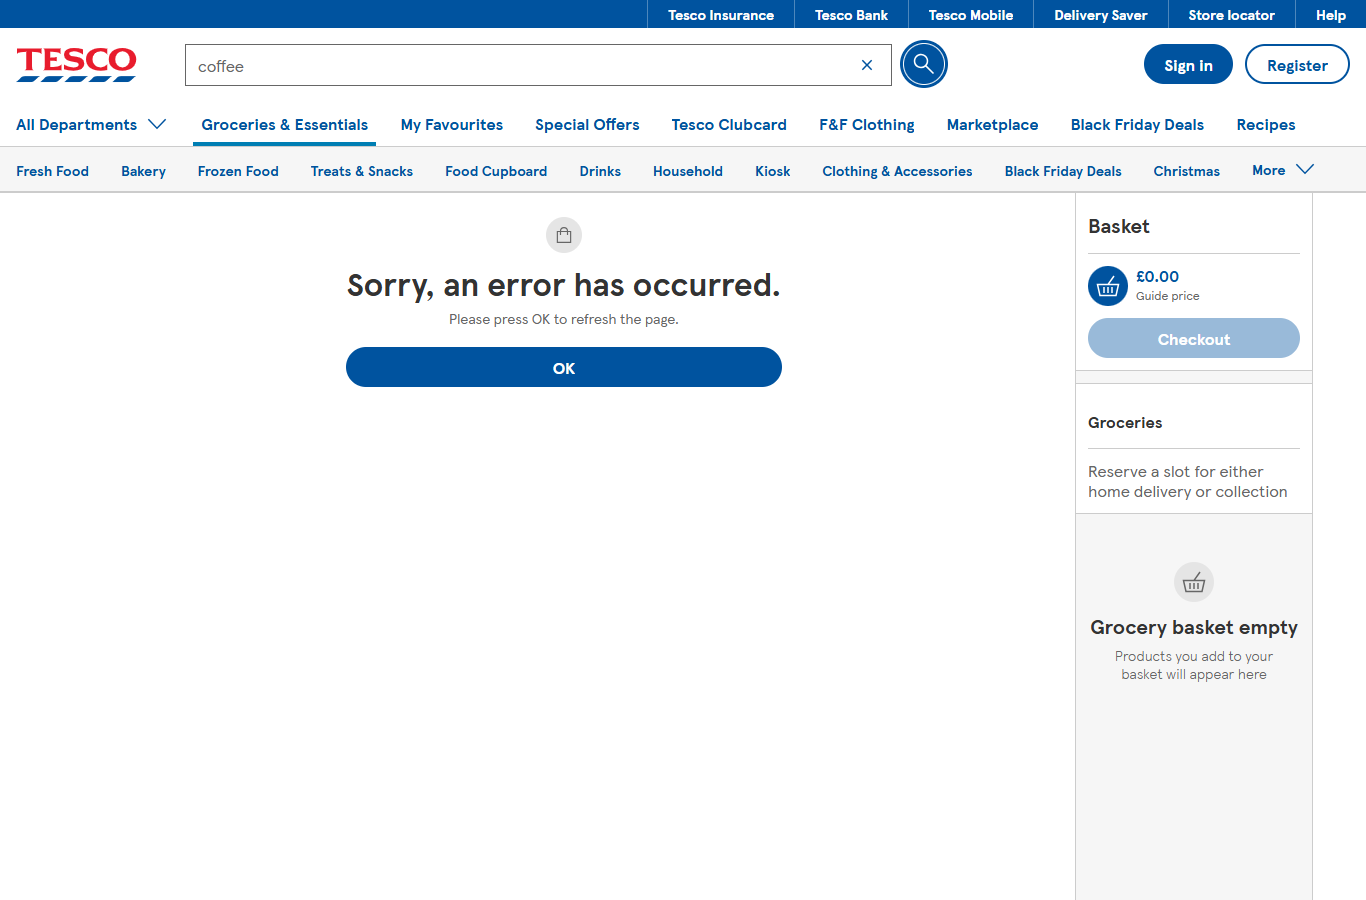 Tesco Insurance
Tesco Bank
Tesco Mobile
Delivery Saver
Store locator
Help
TESCO
coffee
Sign in
Register
All Departments
Groceries & Essentials
My Favourites
Special Offers
Tesco Clubcard
F&F Clothing
Marketplace
Black Friday Deals
Recipes
Fresh Food
Bakery
Frozen Food
Treats & Snacks
Food Cupboard
Drinks
Household
Kiosk
Clothing & Accessories
Black Friday Deals
Christmas
More
Sorry, an error has occurred.
Please press OK to refresh the page.
OK
Basket
£0.00
Guide price
Checkout
Groceries
Reserve a slot for either
home delivery or collection
Grocery basket empty
Products you add to your
basket will appear here